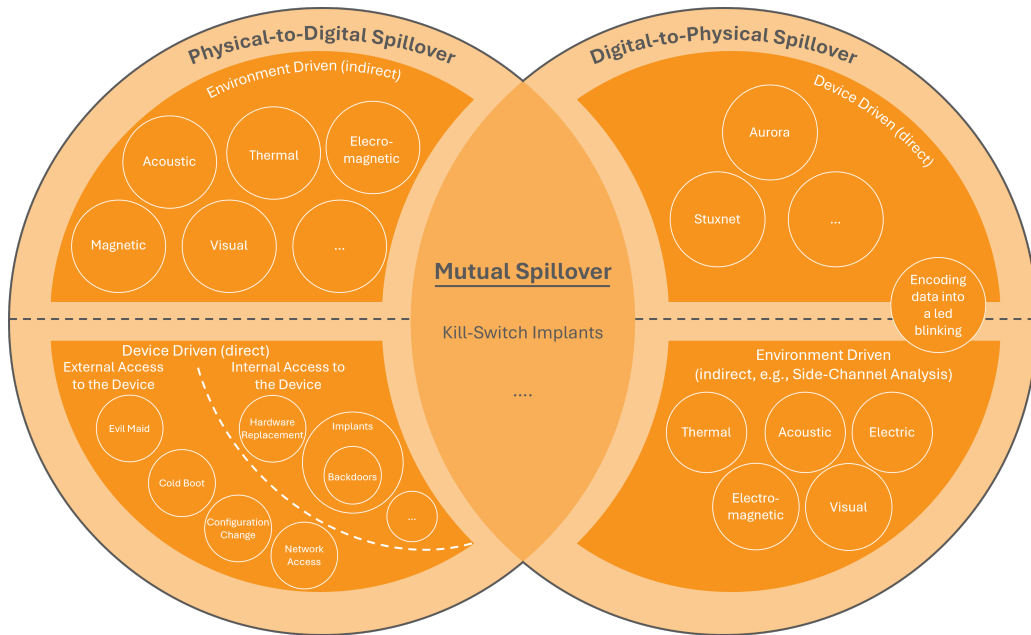 Physical-to-Digital Spillover
Environment Driven (indirect)
Acoustic
Thermal
Elecro-
magnetic
Magnetic
Visual
...
Device Driven (direct)
External Access
to the Device
Internal Access to
the Device
Evil Maid
Cold Boot
Configuration
Change
Network
Access
Hardware
Replacement
Implants
Backdoors
...
Mutual Spillover
Kill-Switch Implants
....
Digital-to-Physical Spillover
Device Driven (direct)
Aurora
Stuxnet
...
Encoding
data into
a led
blinking
Environment Driven
(indirect, e.g., Side-Channel Analysis)
Thermal
Acoustic
Electric
Electro-
magnetic
Visual